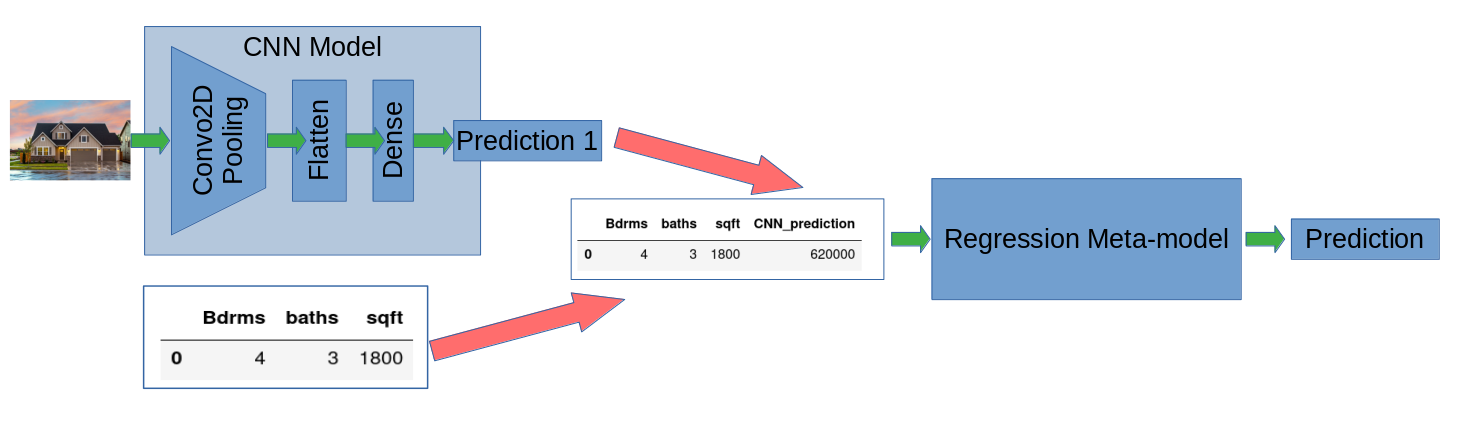 CNN Model
Convo2D
Pooling
Flatten
Dense
Prediction 1
Bdrms baths sqft CNN_prediction
0 4 3 1800 620000
Regression Meta-model
Prediction
Bdrms baths sqft
0 4 3 1800